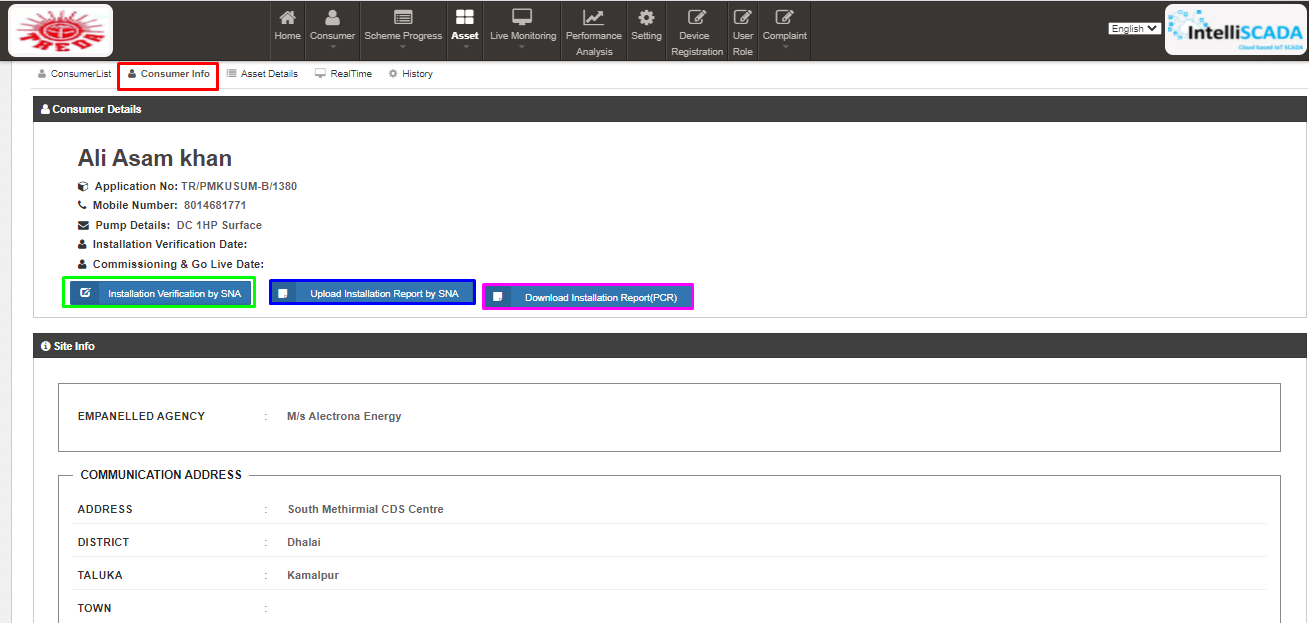 REDA
Home
Consumer
Scheme Progress
Asset
Live Monitoring
Performance
Analysis
Setting
Device
Registration
User
Role
Complaint
English
IntelliSCADA
Cloud based IoT SCADA
ConsumerList
Consumer Info
Asset Details
RealTime
History
Consumer Details
Ali Asam khan
Application No: TR/PMKUSUM-B/1380
Mobile Number: 8014681771
Pump Details: DC 1HP Surface
Installation Verification Date:
Commissioning & Go Live Date:
Installation Verification by SNA
Upload Installation Report by SNA
Download Installation Report(PCR)
Site Info
EMPANELLED AGENCY : M/s Alectrona Energy
COMMUNICATION ADDRESS
ADDRESS : South Methirmial CDS Centre
DISTRICT : Dhalai
TALUKA : Kamalpur
TOWN :